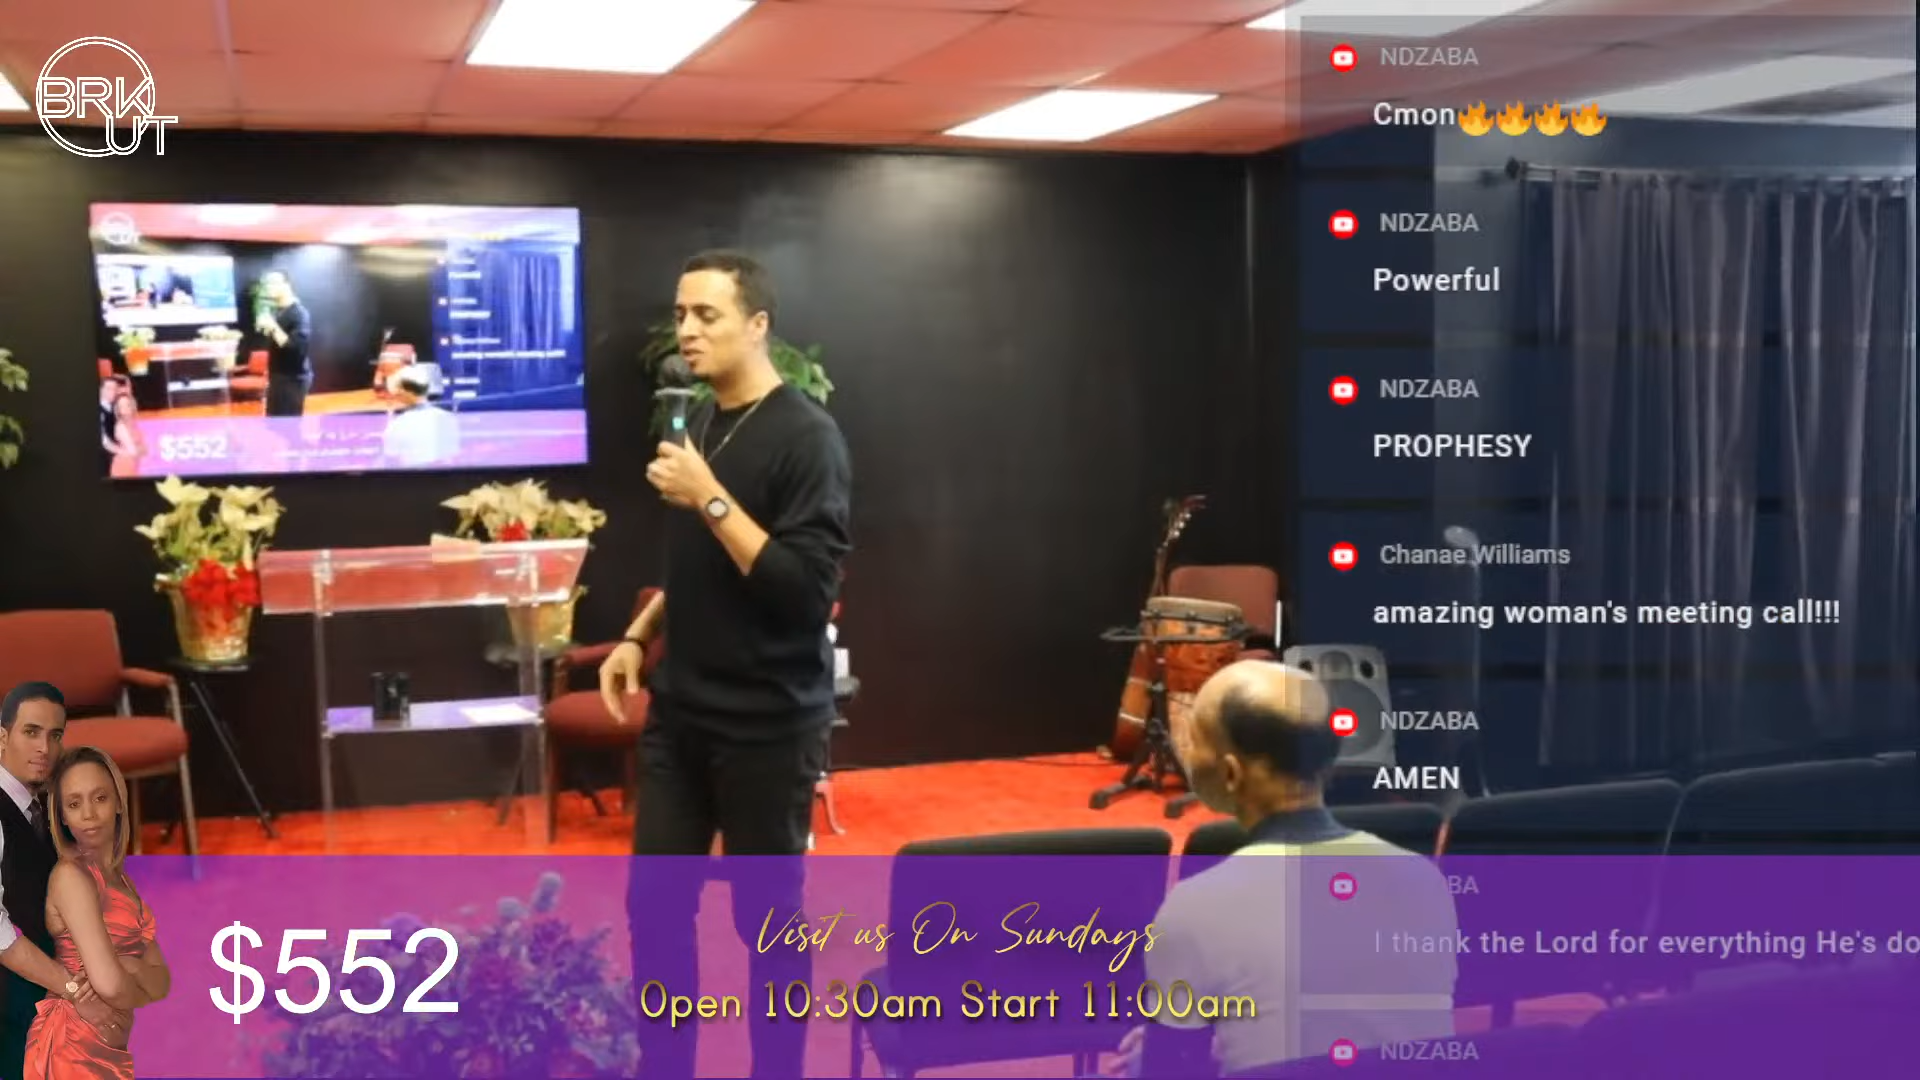 BRK
UT
NDZABA
Cmon🔥🔥🔥🔥
NDZABA
Powerful
NDZABA
PROPHESY
Chanae Williams
amazing woman's meeting call!!!
NDZABA
AMEN
BA
I thank the Lord for everything He's do
NDZABA
$552
$552
Visit us On Sundays
Open 10:30am Start 11:00am